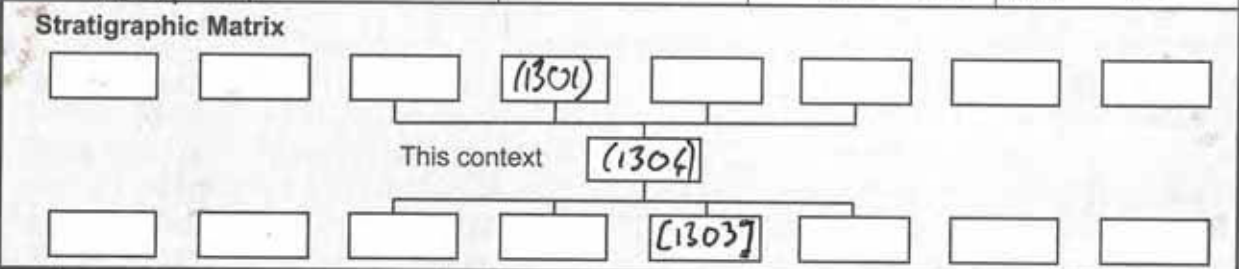 Stratigraphic Matrix
(1301)
This context (1304)
[1303]